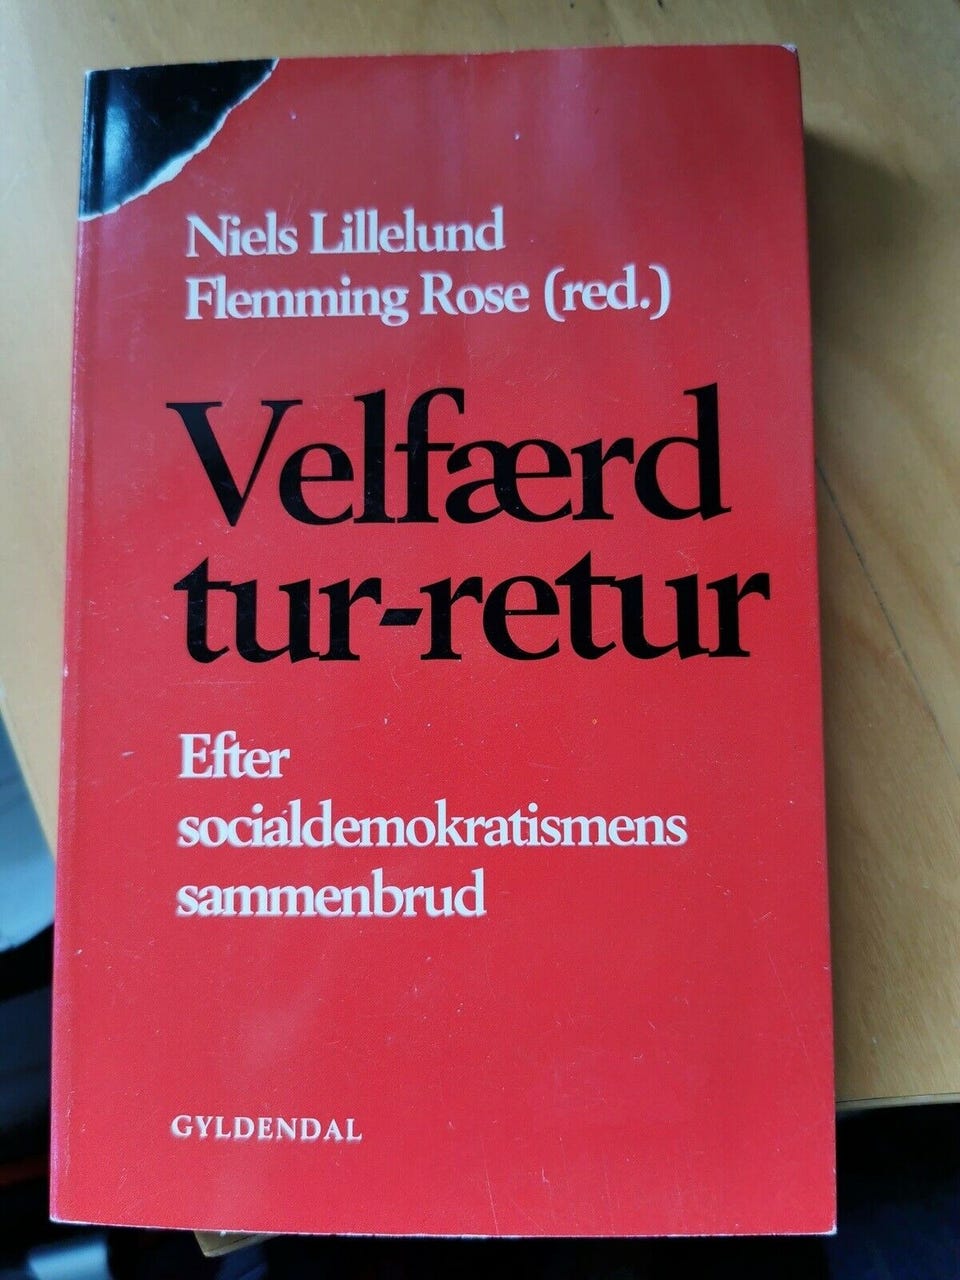 Niels Lillelund
Flemming Rose (red.)
Velfærd
tur-retur
Efter
socialdemokratismens
sammenbrud
GYLDENDAL